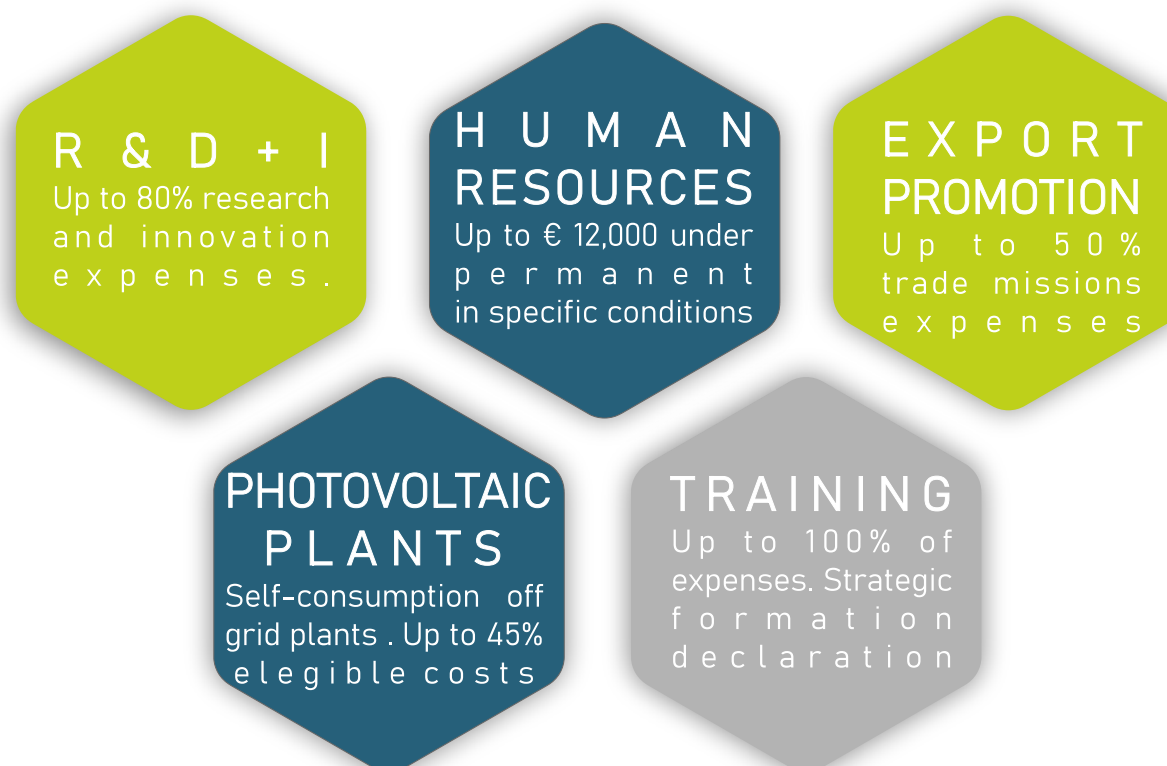 R & D + I
Up to 80% research
and innovation
expenses.
HUMAN
RESOURCES
Up to € 12,000 under
permanent
in specific conditions
EXPORT
PROMOTION
Up to 50%
trade missions
expenses
PHOTOVOLTAIC
PLANTS
Self-consumption off
grid plants . Up to 45%
elegible costs
TRAINING
Up to 100% of
expenses. Strategic
formation
declaration